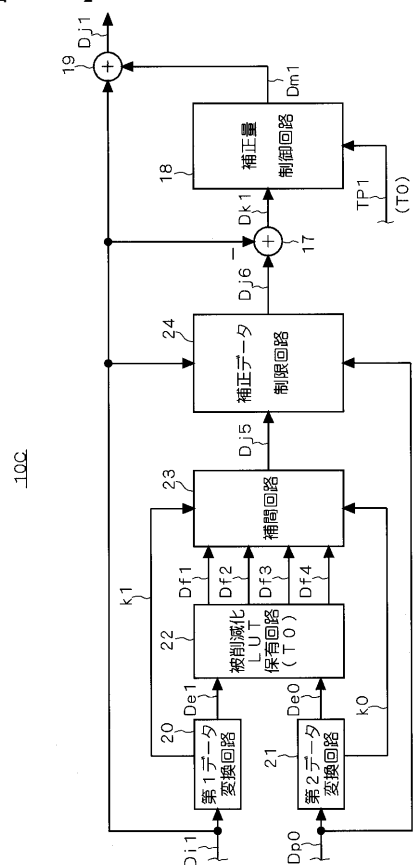 10C
Di1
Dp0
20
第1データ
変換回路
21
第2データ
変換回路
k1
De1
De0
k0
22
被削減化
LUT
保有回路
(T0)
Df1
Df2
Df3
Df4
23
補間回路
Dj5
24
補正データ
制限回路
Dj6
−
+
17
Dk1
18
補正量
制御回路
TP1
(T0)
Dm1
19
+
Dj1